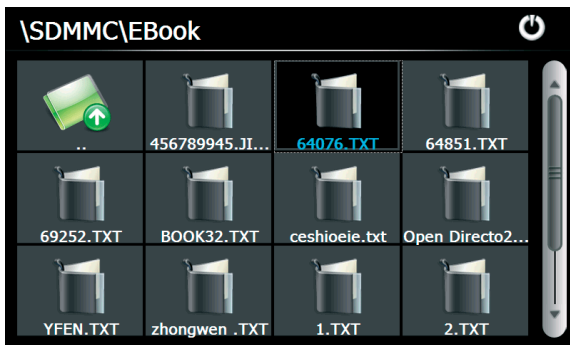 \SDMMC\EBook
..
456789945.JI...
64076.TXT
64851.TXT
69252.TXT
BOOK32.TXT
ceshioeie.txt
Open Directo2...
YFEN.TXT
zhongwen .TXT
1.TXT
2.TXT